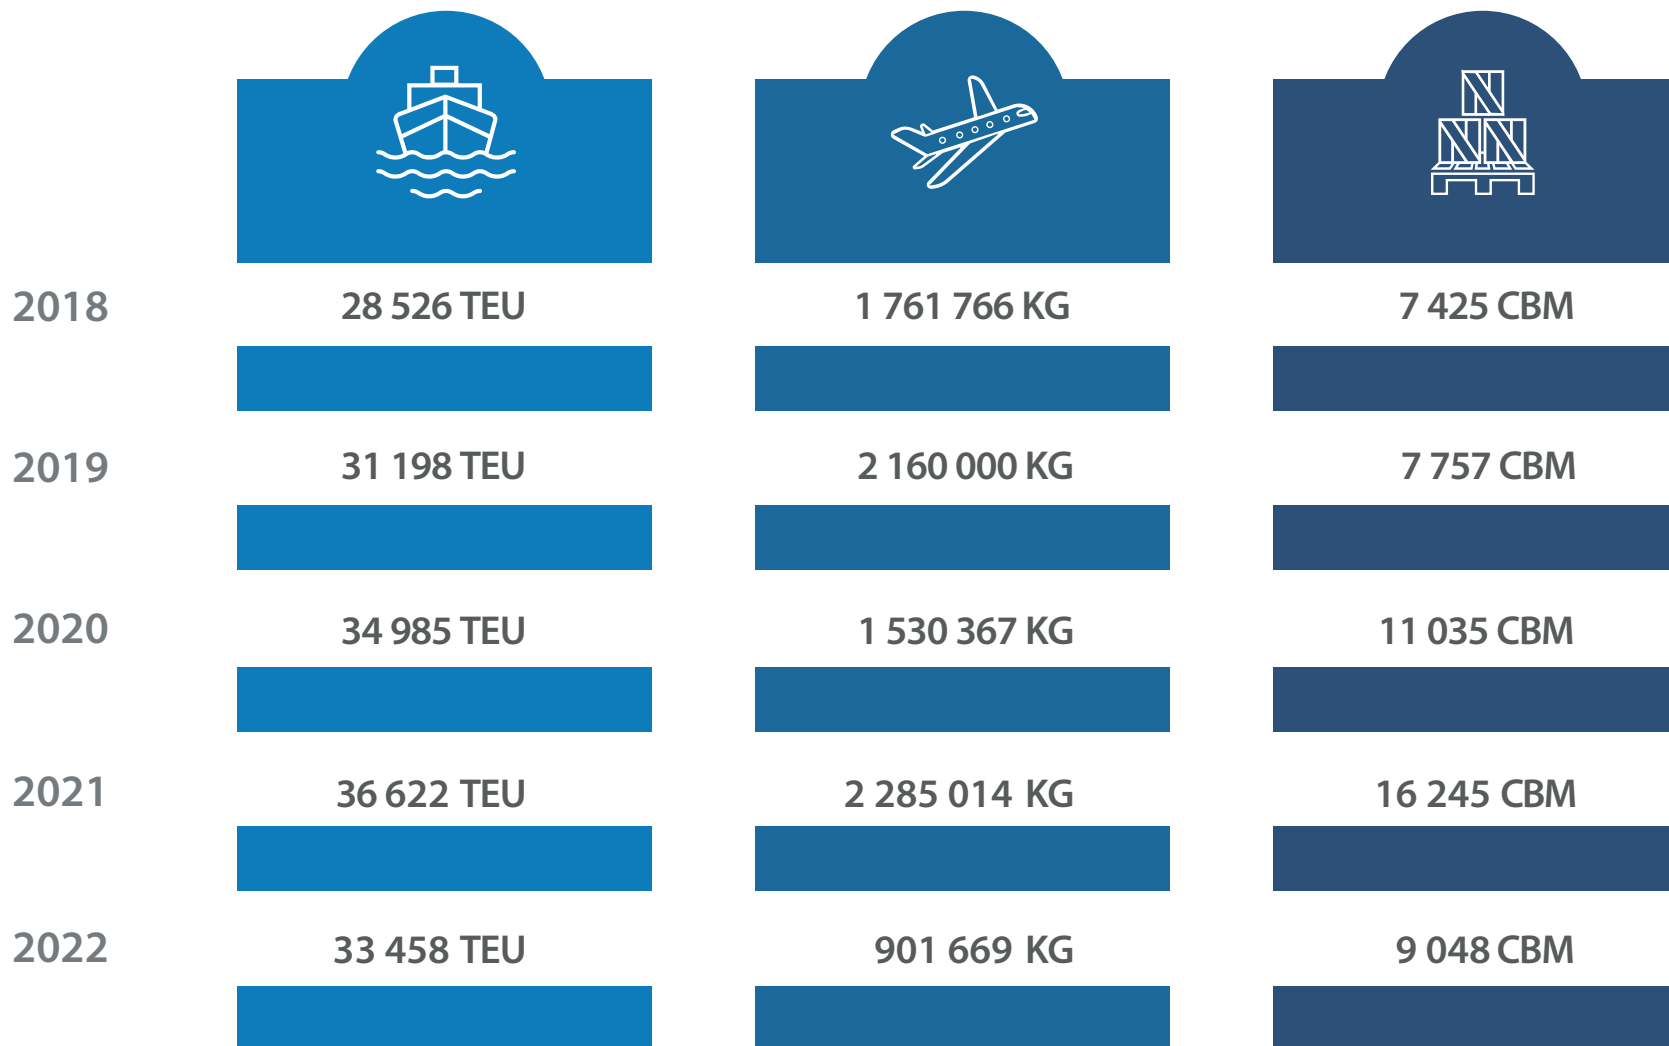 2018 28 526 TEU 1 761 766 KG 7 425 CBM
2019 31 198 TEU 2 160 000 KG 7 757 CBM
2020 34 985 TEU 1 530 367 KG 11 035 CBM
2021 36 622 TEU 2 285 014 KG 16 245 CBM
2022 33 458 TEU 901 669 KG 9 048 CBM